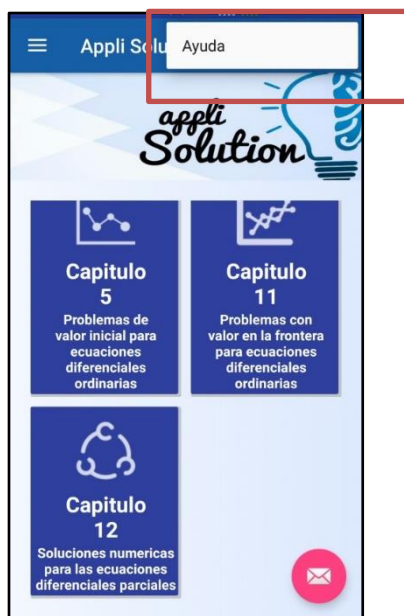 Appli Solu
Ayuda
appli
Solution
Capitulo
5
Problemas de
valor inicial para
ecuaciones
diferenciales
ordinarias
Capitulo
11
Problemas con
valor en la frontera
para ecuaciones
diferenciales
ordinarias
Capitulo
12
Soluciones numericas
para las ecuaciones
diferenciales parciales